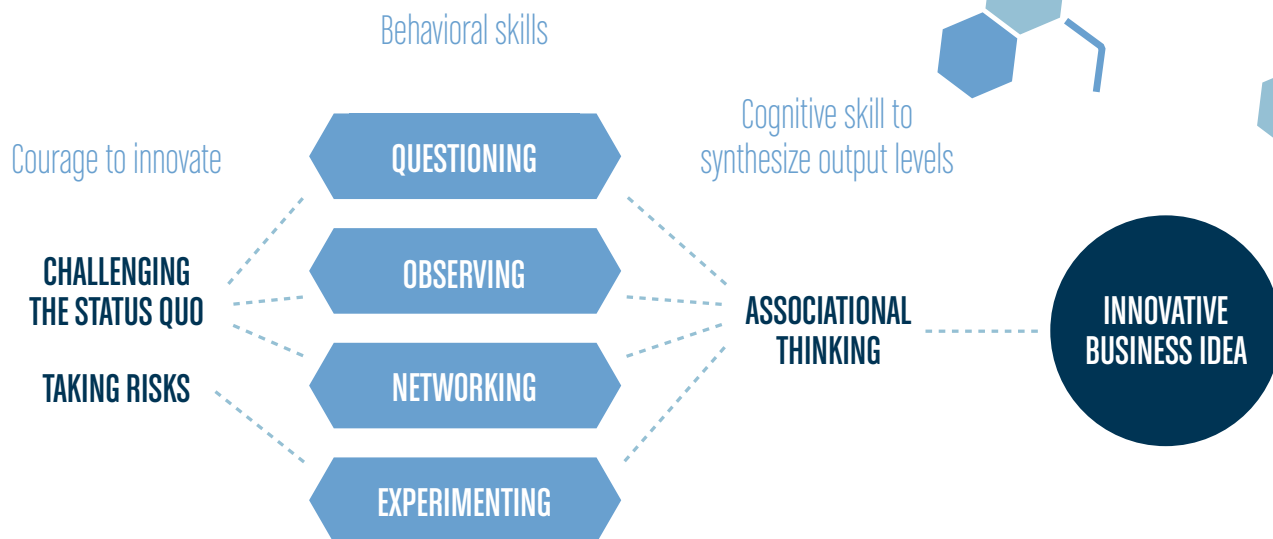 Behavioral skills
Courage to innovate
Cognitive skill to
synthesize output levels
QUESTIONING
OBSERVING
NETWORKING
EXPERIMENTING
CHALLENGING
THE STATUS QUO
TAKING RISKS
ASSOCIATIONAL
THINKING
INNOVATIVE
BUSINESS IDEA